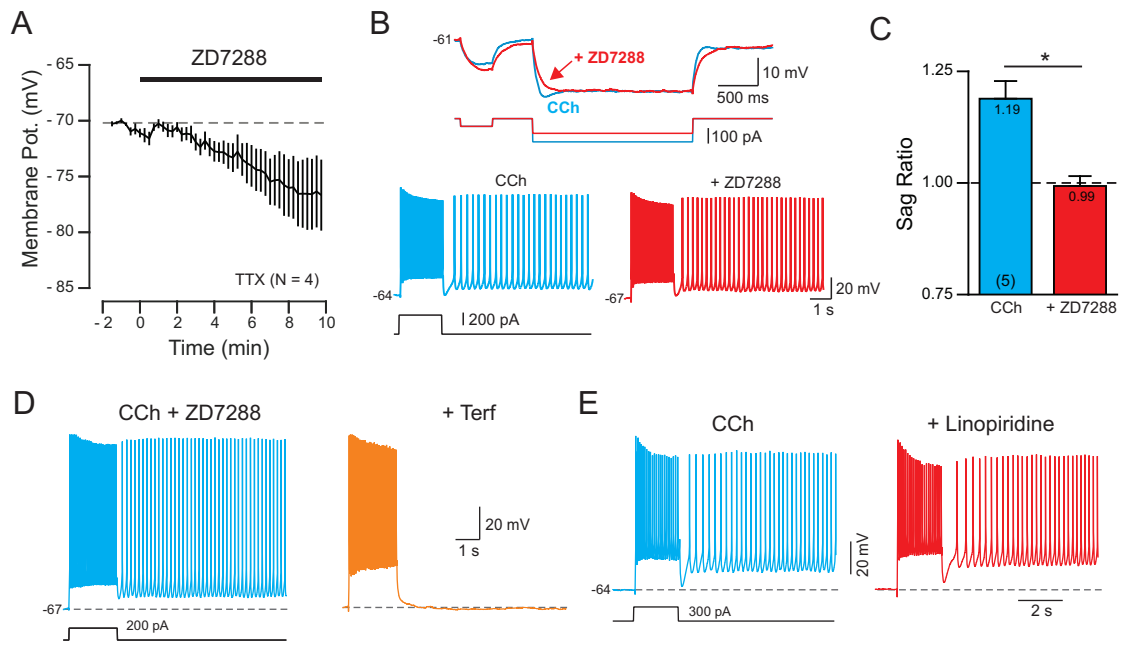 A
ZD7288
- 65
- 70
- 75
- 80
- 85
Membrane Pot. (mV)
TTX (N = 4)
- 2
0
2
4
6
8
10
Time (min)
B
-61
+ ZD7288
CCh
10 mV
500 ms
100 pA
CCh
+ ZD7288
-64
-67
20 mV
1 s
200 pA
C
*
1.25
1.00
0.75
Sag Ratio
1.19
0.99
(5)
CCh
+ ZD7288
D
CCh + ZD7288
+ Terf
20 mV
1 s
-67
200 pA
E
CCh
+ Linopiridine
20 mV
-64
300 pA
2 s